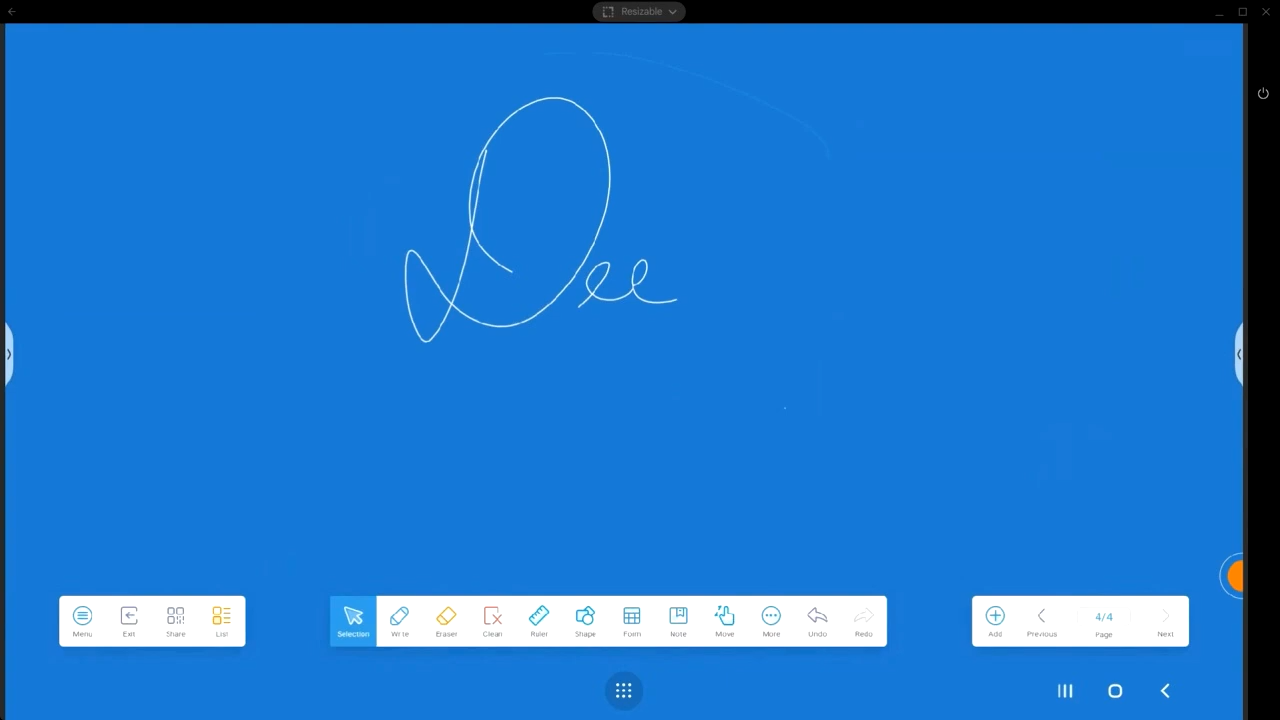 Resizable
Dee
Menu Exit Share List Selection Write Eraser Clean Ruler Shape Form Note Move More Undo Redo Add Previous 4/4 Page Next